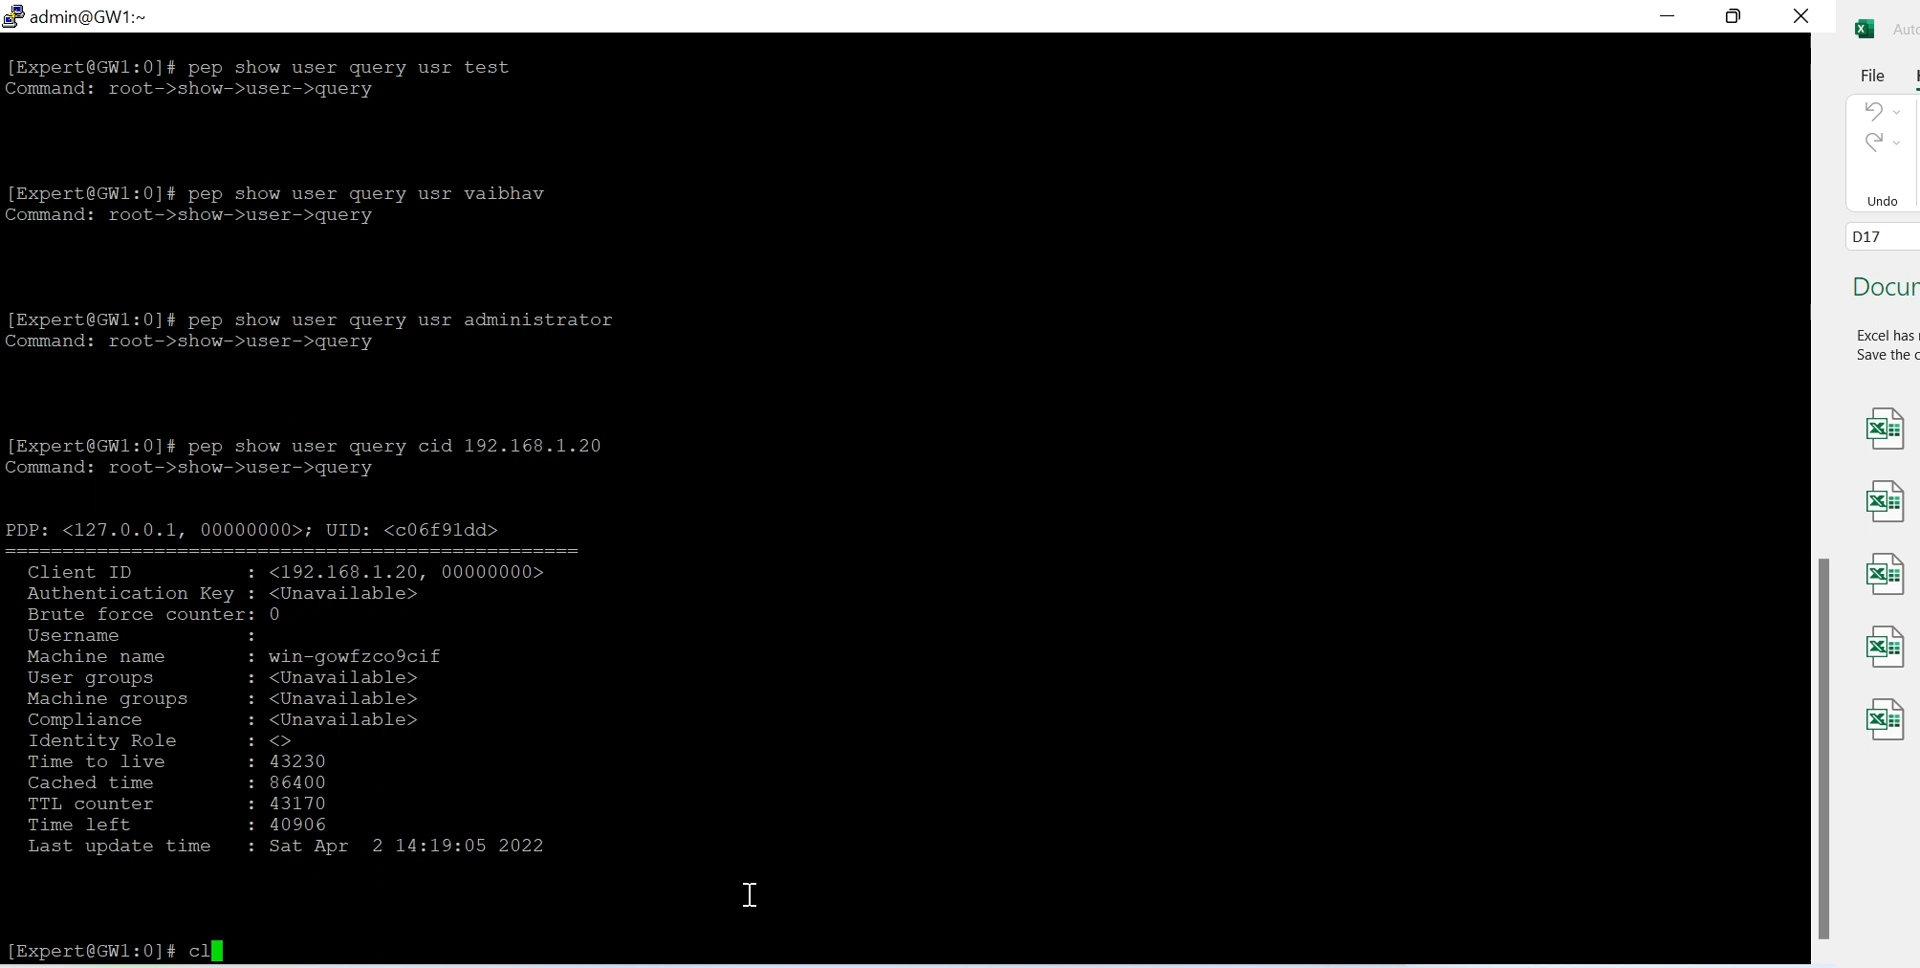 admin@GW1:~
[Expert@GW1:0]# pep show user query usr test
Command: root->show->user->query
[Expert@GW1:0]# pep show user query usr vaibhav
Command: root->show->user->query
[Expert@GW1:0]# pep show user query usr administrator
Command: root->show->user->query
[Expert@GW1:0]# pep show user query cid 192.168.1.20
Command: root->show->user->query
PDP: <127.0.0.1, 00000000>; UID: <c06f91dd>
==================================================
Client ID : <192.168.1.20, 00000000>
Authentication Key : <Unavailable>
Brute force counter: 0
Username :
Machine name : win-gowfzco9cif
User groups : <Unavailable>
Machine groups : <Unavailable>
Compliance : <Unavailable>
Identity Role : <>
Time to live : 43230
Cached time : 86400
TTL counter : 43170
Time left : 40906
Last update time : Sat Apr 2 14:19:05 2022
[Expert@GW1:0]# cl
Auto
File
Undo
D17
Docum
Excel has
Save the